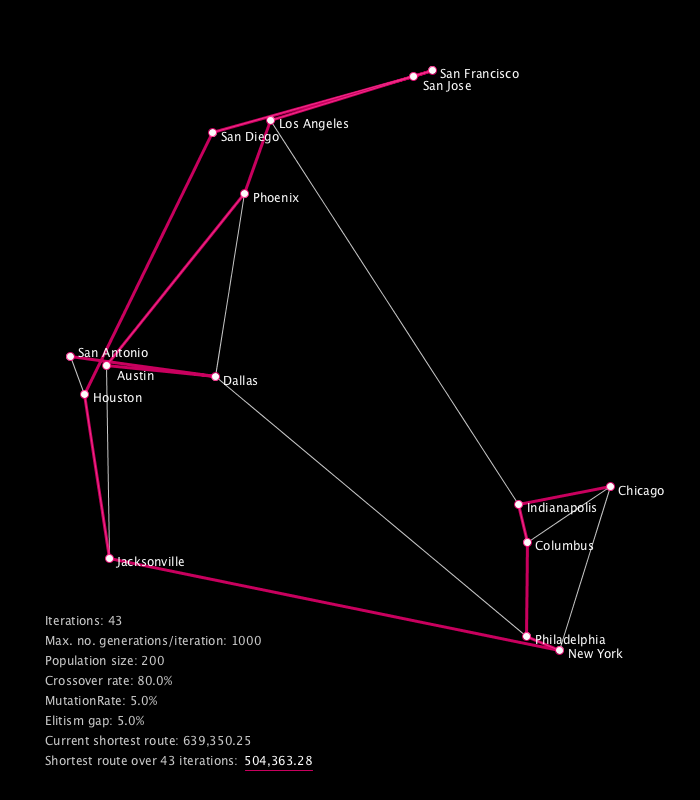 San Francisco
San Jose
Los Angeles
San Diego
Phoenix
San Antonio
Austin
Dallas
Houston
Chicago
Indianapolis
Columbus
Jacksonville
Philadelphia
New York
Iterations: 43
Max. no. generations/iteration: 1000
Population size: 200
Crossover rate: 80.0%
MutationRate: 5.0%
Elitism gap: 5.0%
Current shortest route: 639,350.25
Shortest route over 43 iterations: 504,363.28